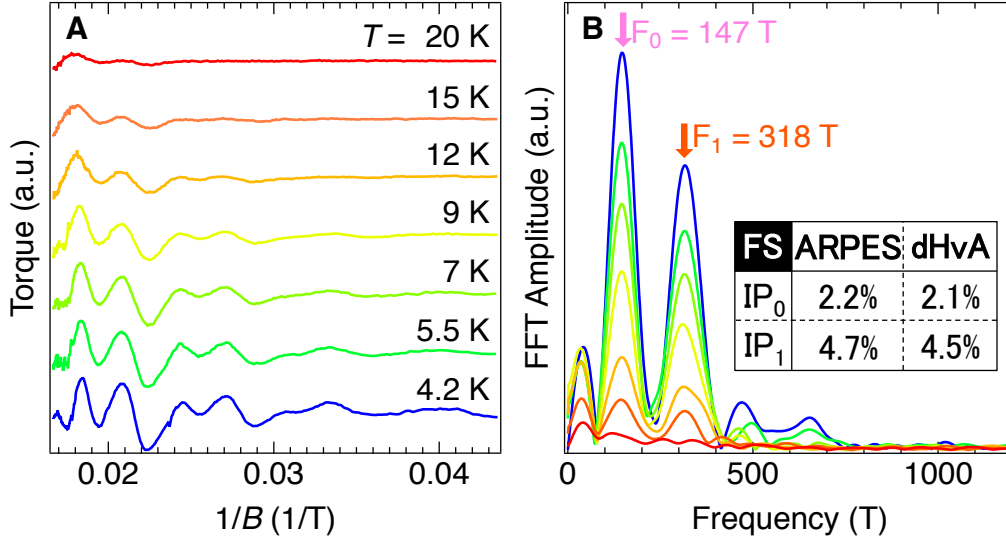 A
T = 20 K
15 K
12 K
9 K
7 K
5.5 K
4.2 K
Torque (a.u.)
0.02 0.03 0.04
1/B (1/T)
B
F₀ = 147 T
F₁ = 318 T
FFT Amplitude (a.u.)
FS ARPES dHvA
IP₀ 2.2% 2.1%
IP₁ 4.7% 4.5%
0 500 1000
Frequency (T)